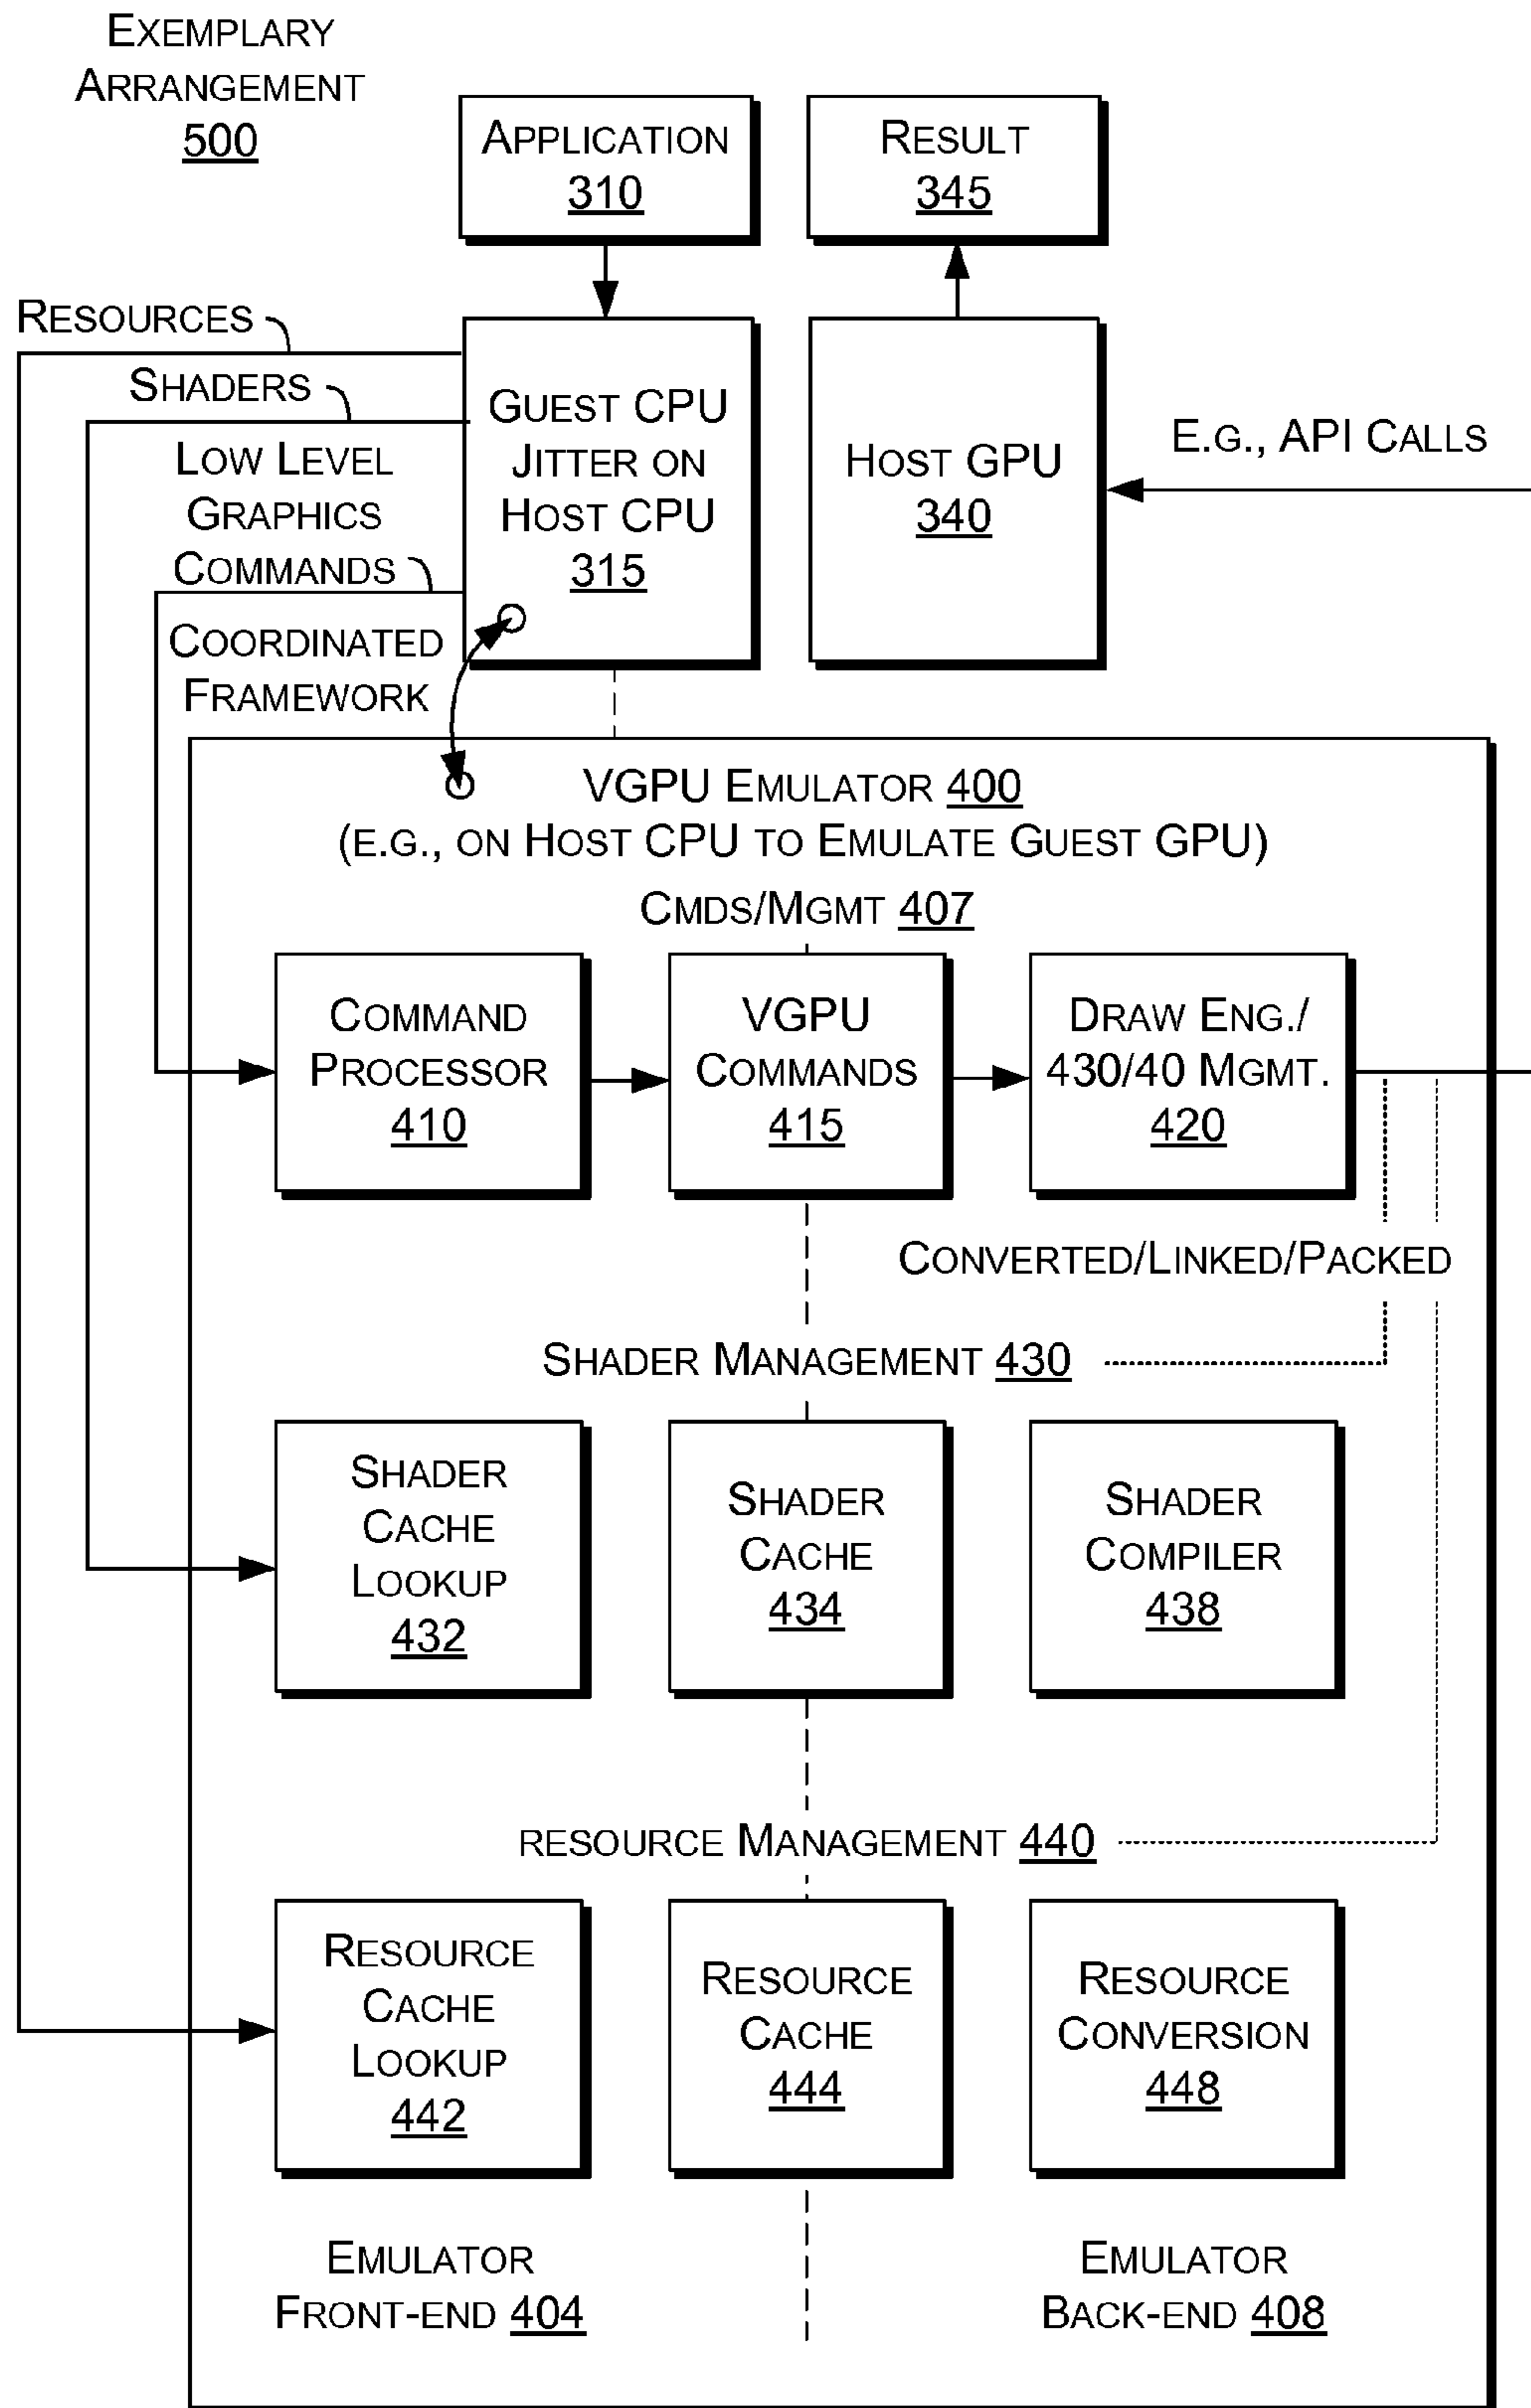 EXEMPLARY
ARRANGEMENT
500
APPLICATION
310
RESULT
345
RESOURCES
SHADERS
LOW LEVEL
GRAPHICS
COMMANDS
COORDINATED
FRAMEWORK
GUEST CPU
JITTER ON
HOST CPU
315
HOST GPU
340
E.G., API CALLS
VGPU EMULATOR 400
(E.G., ON HOST CPU TO EMULATE GUEST GPU)
CMDS/MGMT 407
COMMAND
PROCESSOR
410
VGPU
COMMANDS
415
DRAW ENG./
430/40 MGMT.
420
CONVERTED/LINKED/PACKED
SHADER MANAGEMENT 430
SHADER
CACHE
LOOKUP
432
SHADER
CACHE
434
SHADER
COMPILER
438
RESOURCE MANAGEMENT 440
RESOURCE
CACHE
LOOKUP
442
RESOURCE
CACHE
444
RESOURCE
CONVERSION
448
EMULATOR
FRONT-END 404
EMULATOR
BACK-END 408